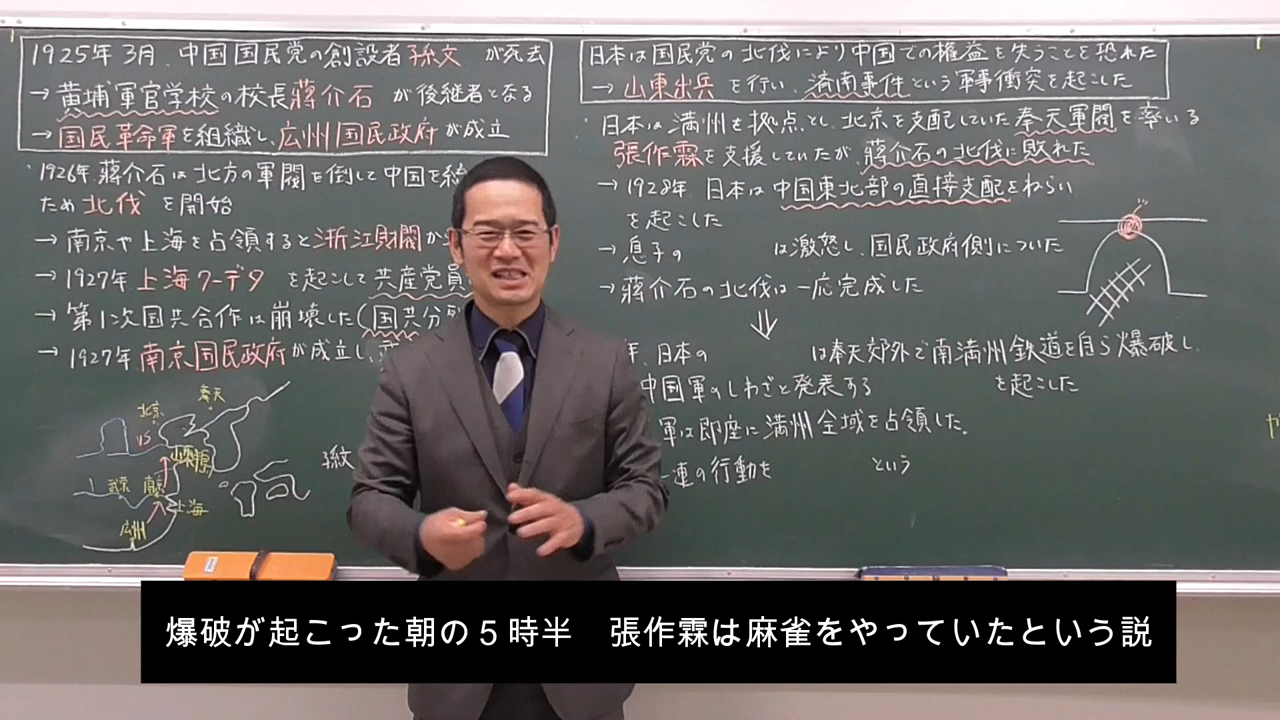 1925年3月、中国国民党の創設者孫文 が死去
→黄埔軍官学校の校長蔣介石 が後継者となる
→国民革命軍を組織し、広州国民政府が成立
・1926年、蔣介石は北方の軍閥を倒して中国を
ため北伐 を開始
→南京や上海を占領すると浙江財閥が
→1927年 上海クーデタ を起こして共産党員
→第1次国共合作は崩壊した(国共分
→1927年 南京国民政府が成立し、
北京
奉天
VS
山東
武漢
南京
上海
広州
孫文
日本は国民党の北伐により中国での権益を失うことを恐れた
→山東出兵 を行い、済南事件という軍事衝突を起こした
・日本は満州を拠点とし、北京を支配していた奉天軍閥を率いる
張作霖を支援していたが、蔣介石の北伐に敗れた
→1928年、日本は中国東北部の直接支配をねらい
を起こした
→息子の は激怒し、国民政府側についた
→蔣介石の北伐は一応完成した
⇓
年、日本の は奉天郊外で南満州鉄道を自ら爆破し、
中国軍のしわざと発表する を起こした
軍は即座に満州全域を占領した。
一連の行動を という
爆破が起こった朝の5時半 張作霖は麻雀をやっていたという説